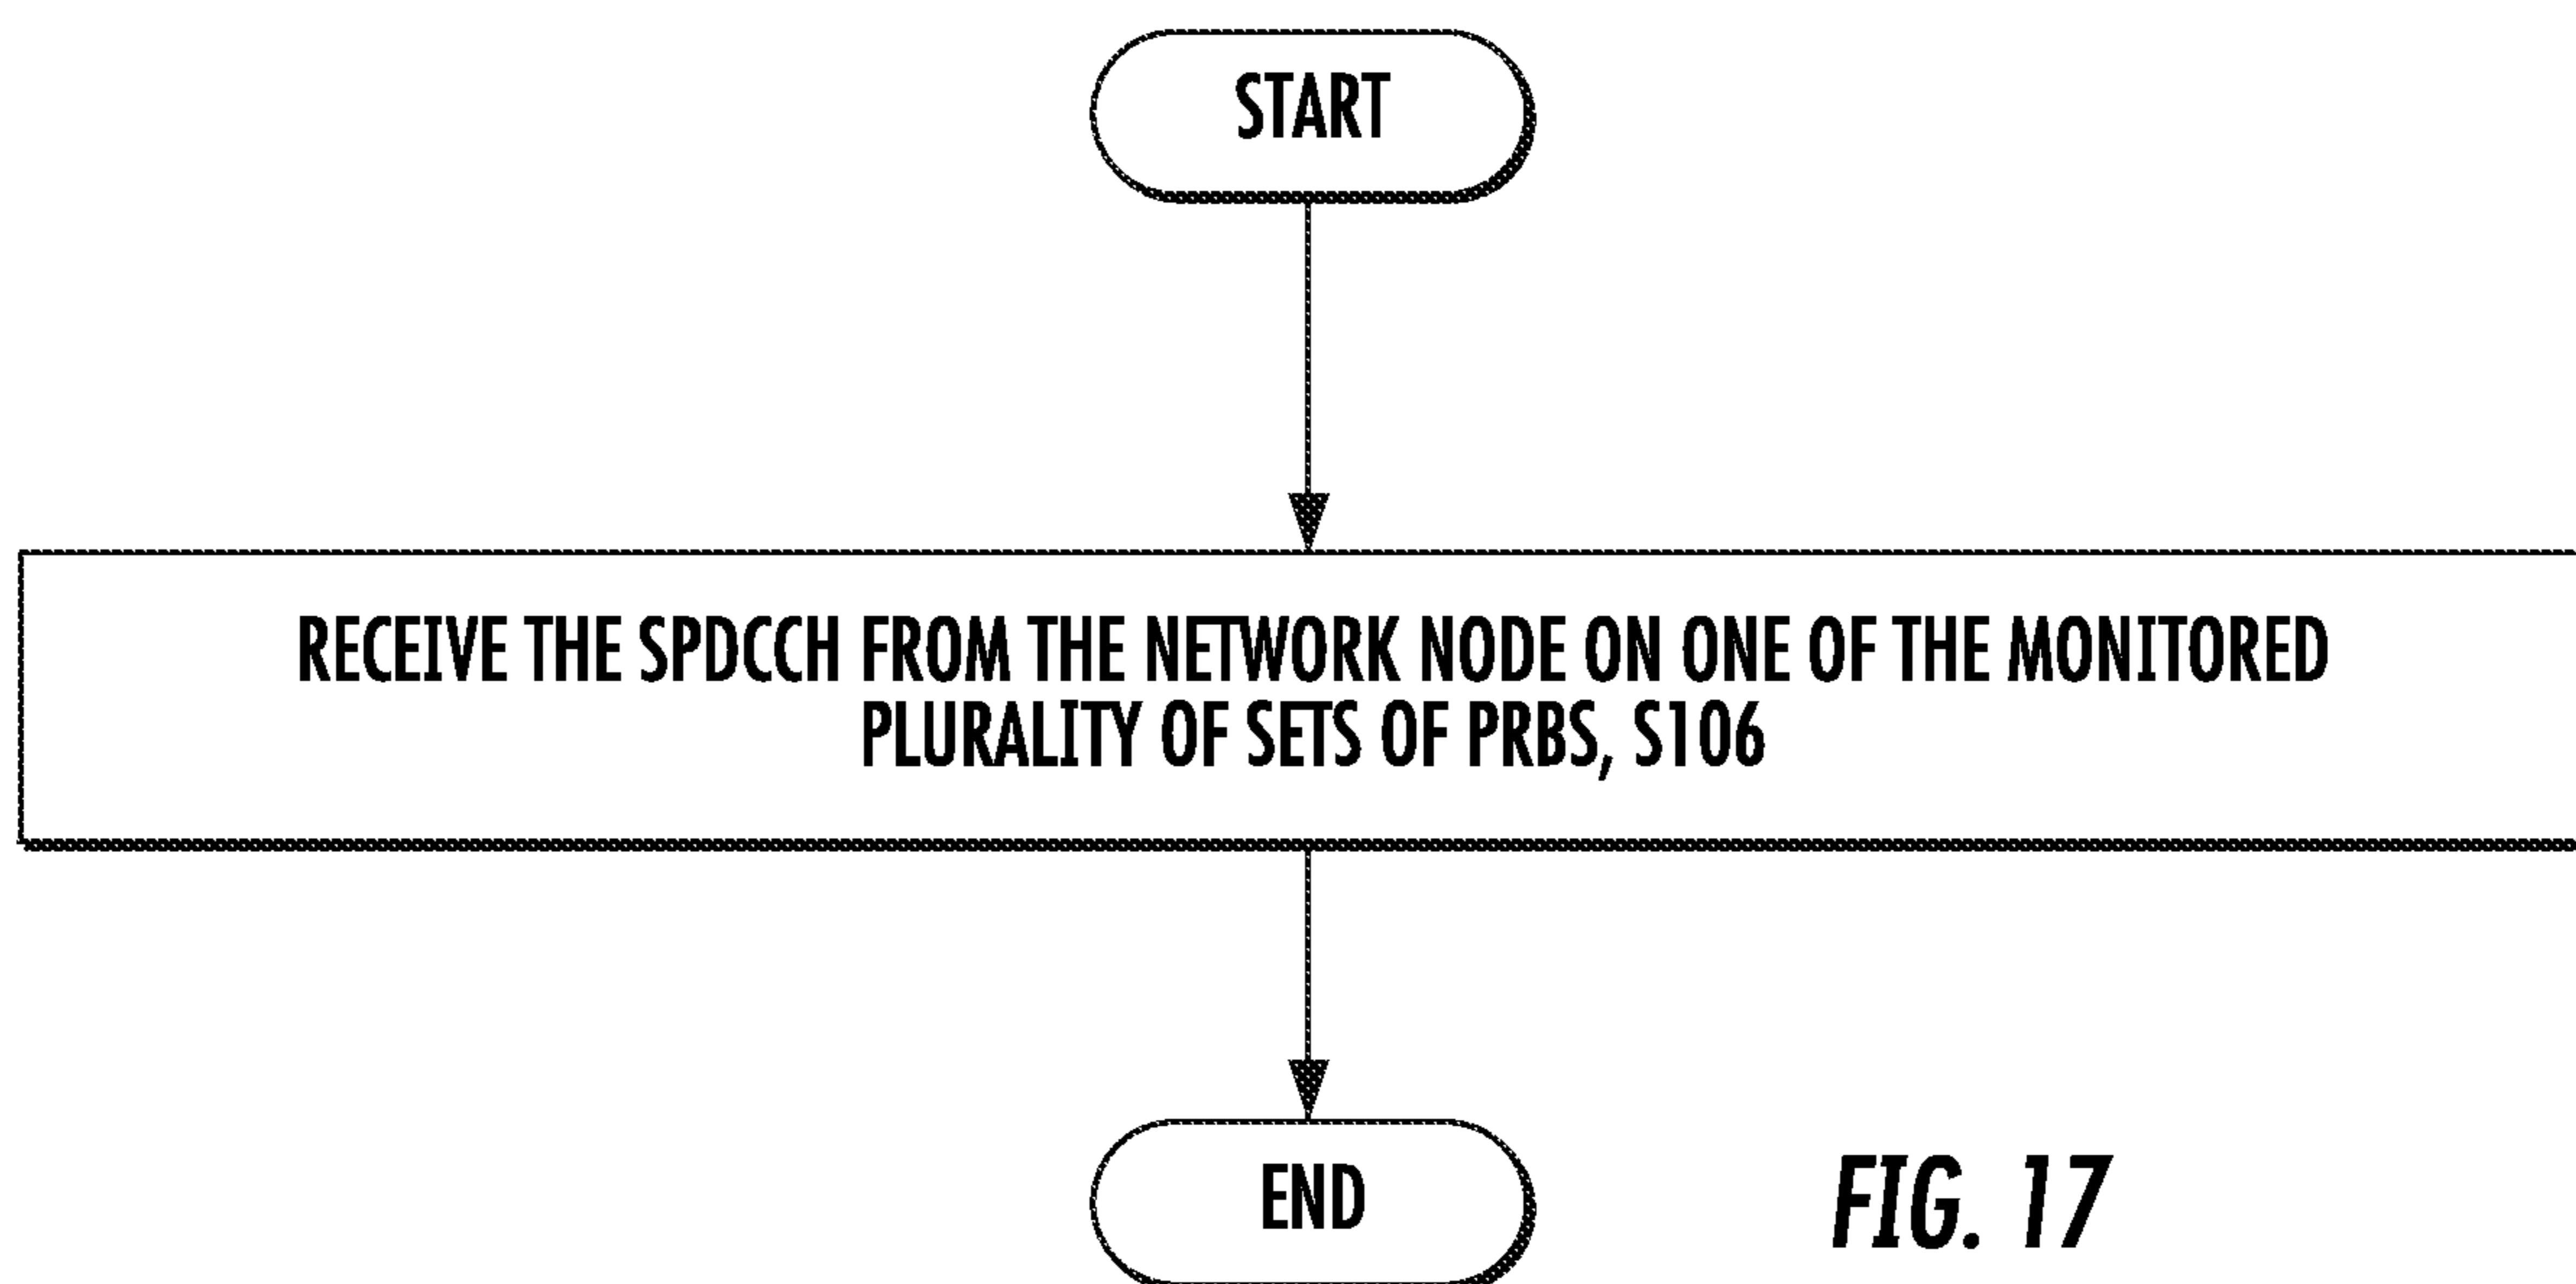 START
RECEIVE THE SPDCCH FROM THE NETWORK NODE ON ONE OF THE MONITORED
PLURALITY OF SETS OF PRBS, S106
END
FIG. 17